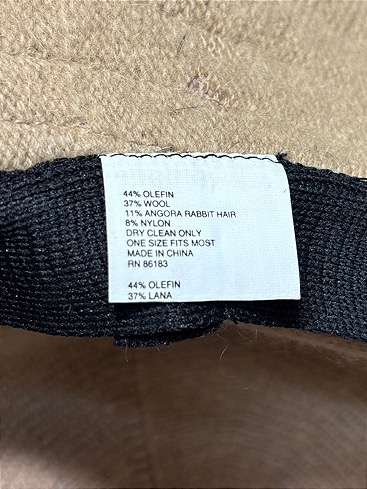 44% OLEFIN
37% WOOL
11% ANGORA RABBIT HAIR
8% NYLON
DRY CLEAN ONLY
ONE SIZE FITS MOST
MADE IN CHINA
RN 86183
44% OLEFIN
37% LANA